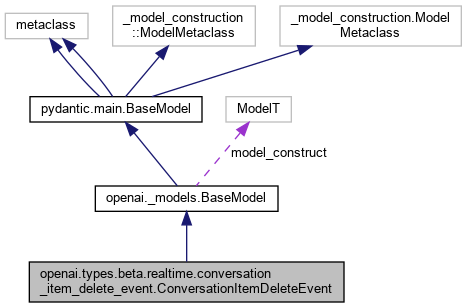 metaclass
_model_construction
::ModelMetaclass
_model_construction.Model
Metaclass
pydantic.main.BaseModel
ModelT
model_construct
openai._models.BaseModel
openai.types.beta.realtime.conversation
_item_delete_event.ConversationItemDeleteEvent